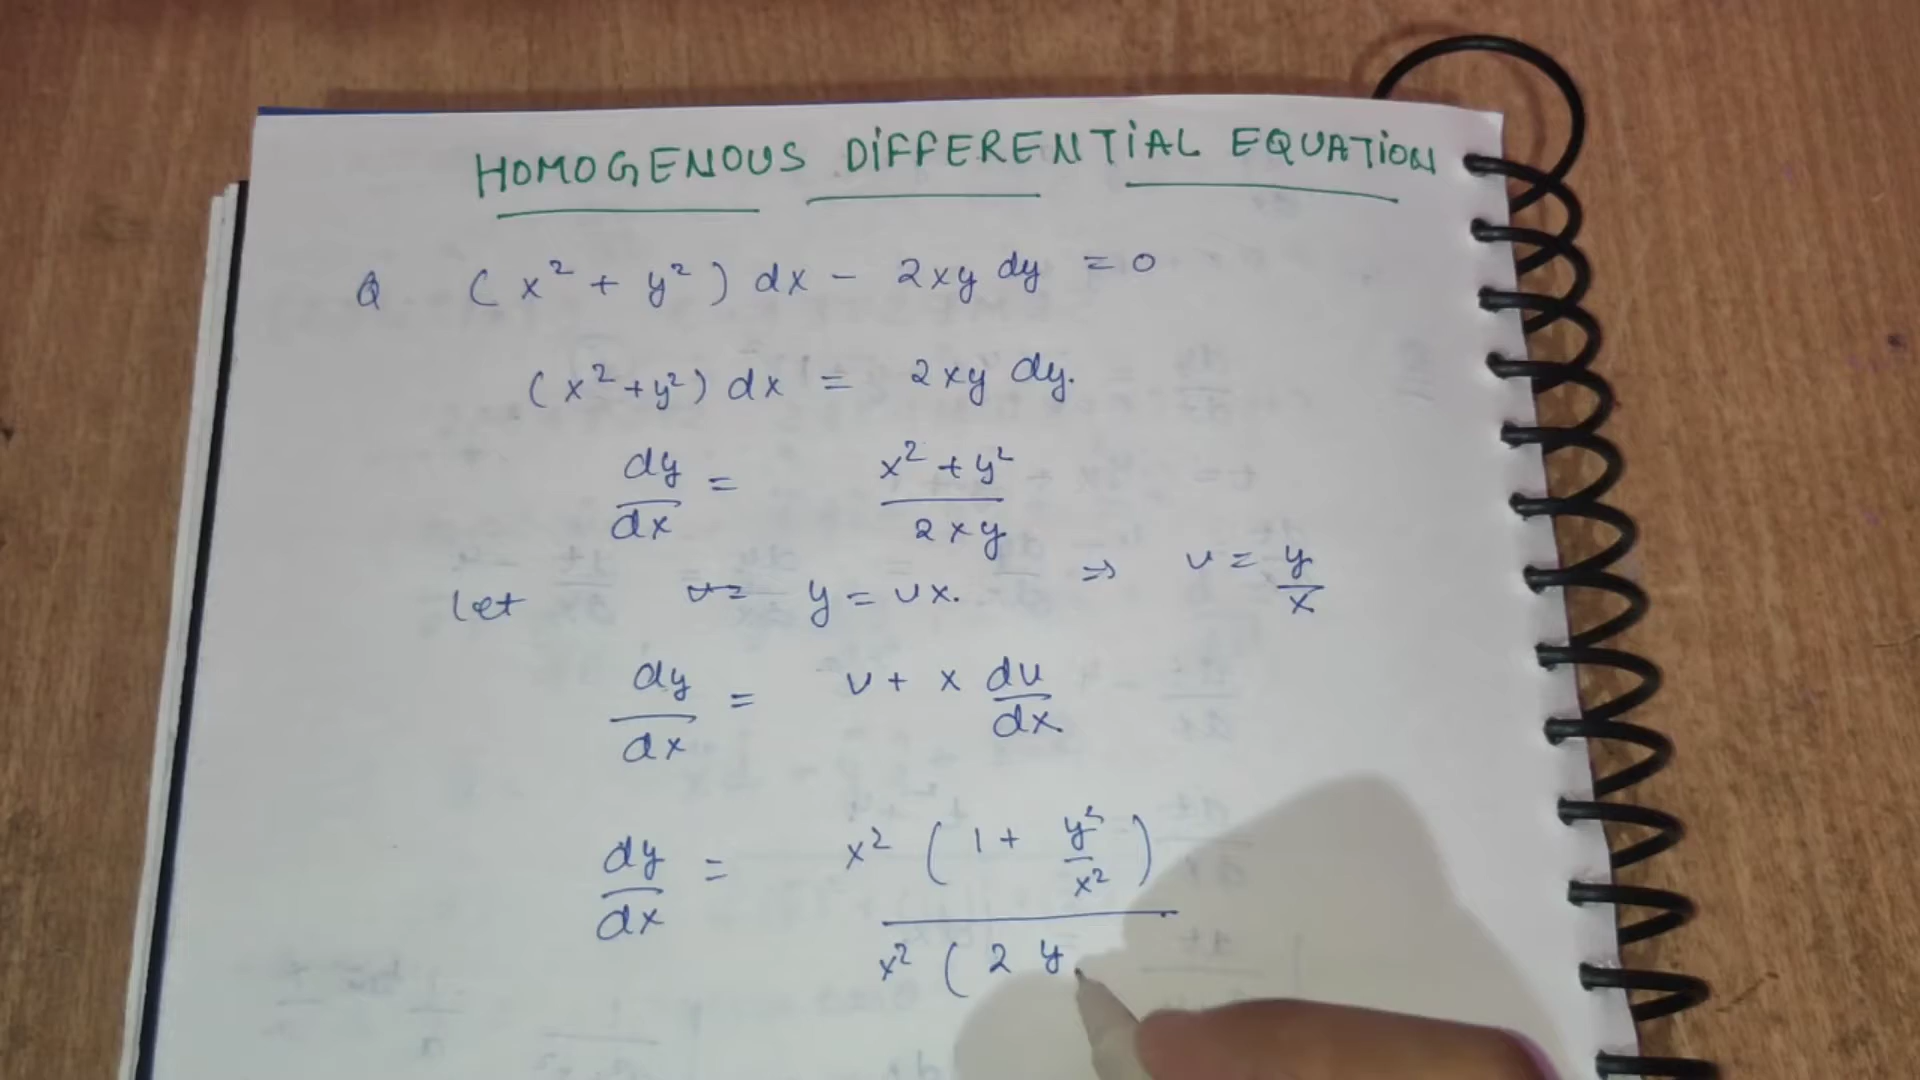 HOMOGENOUS DIFFERENTIAL EQUATION
Q (x² + y²) dx − 2xy dy = 0
(x² + y²) dx = 2xy dy.
dy/dx = (x² + y²)/(2xy)
Let v= y = vx. ⇒ v = y/x
dy/dx = v + x dv/dx
dy/dx = x² (1 + y²/x²) / x² (2 y